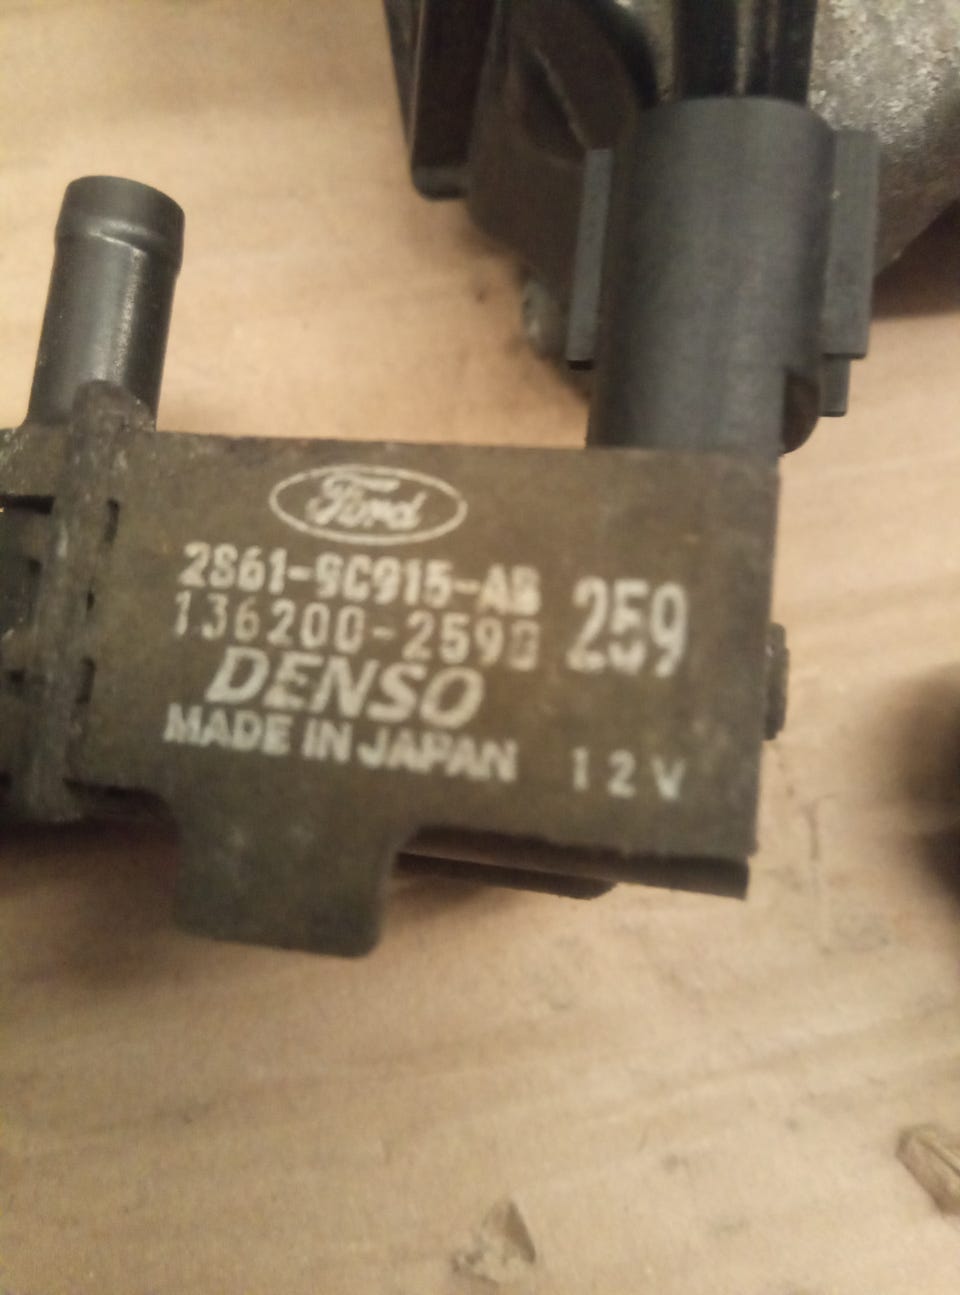 Ford
2S61-9C915-AB 259
136200-2590
DENSO
MADE IN JAPAN 12V